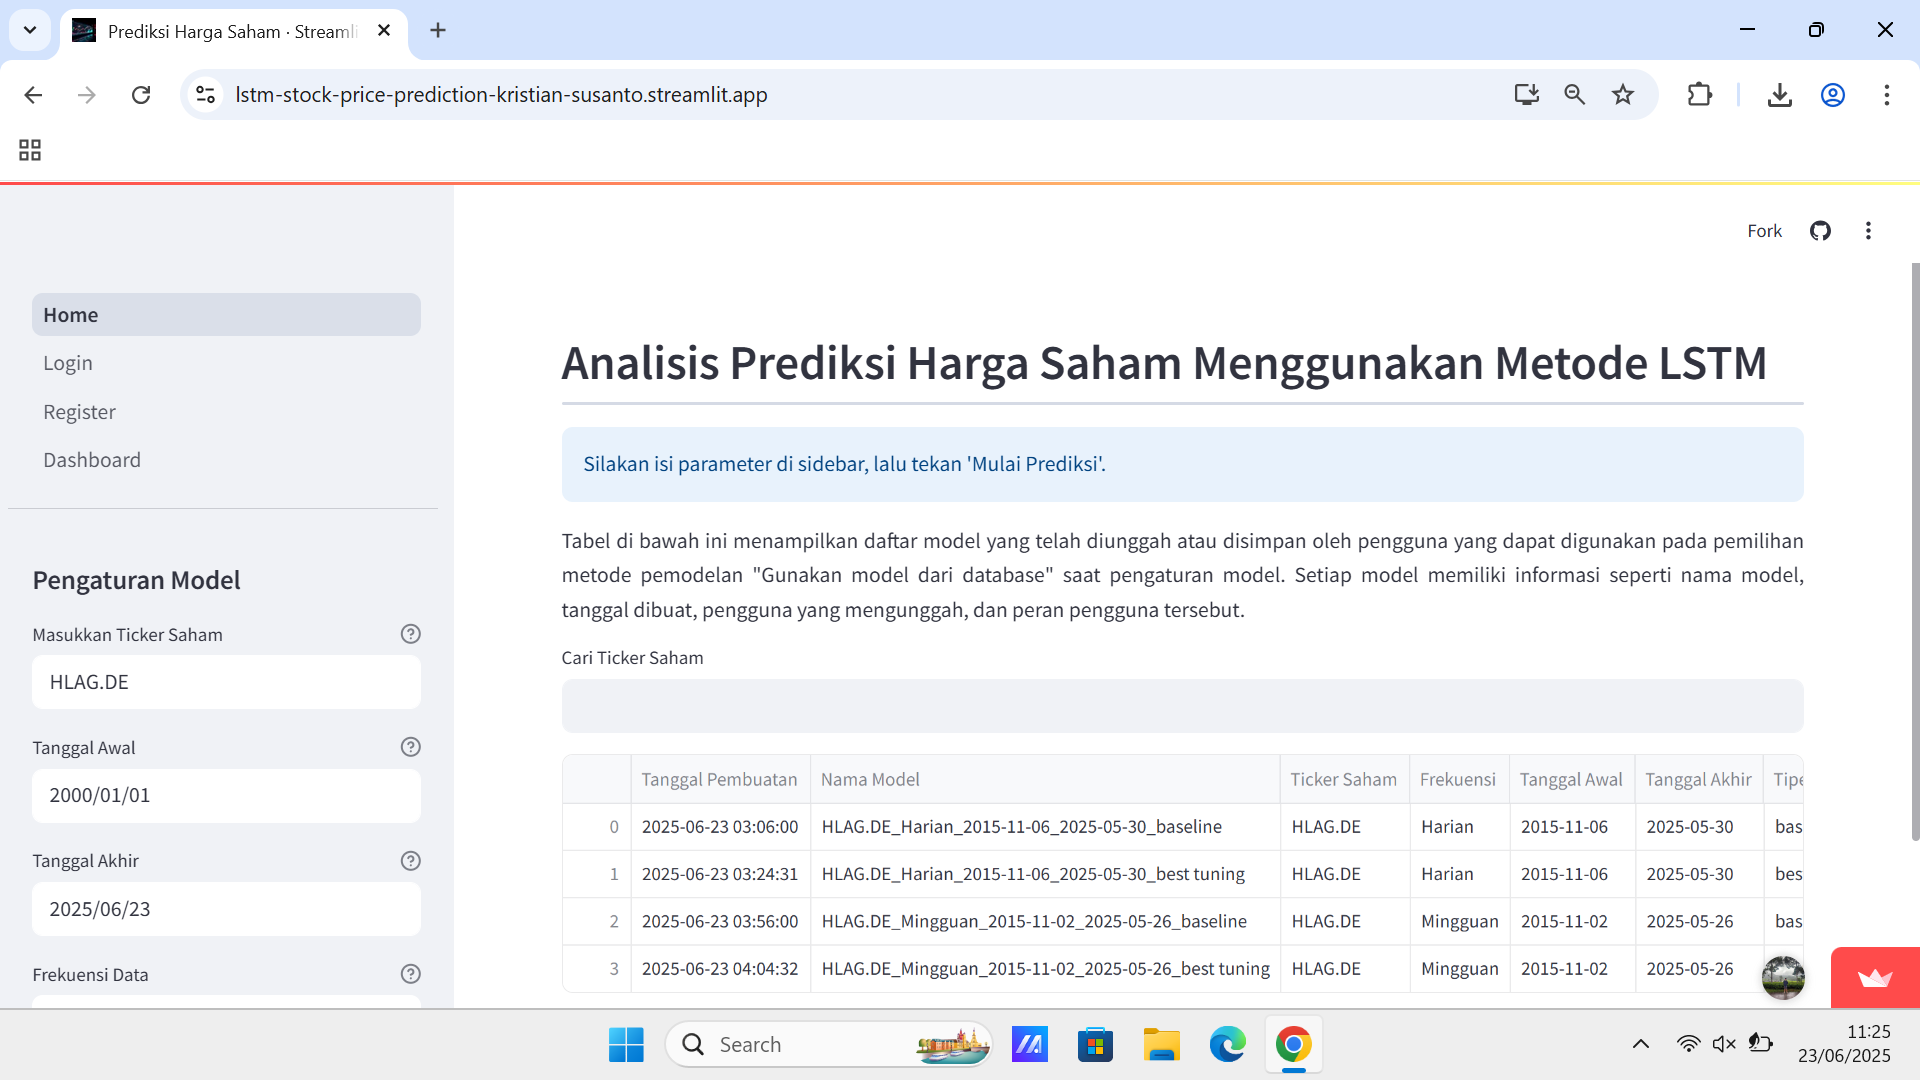 Prediksi Harga Saham · Streamli
lstm-stock-price-prediction-kristian-susanto.streamlit.app
Fork
Home
Login
Register
Dashboard
Pengaturan Model
Masukkan Ticker Saham
HLAG.DE
Tanggal Awal
2000/01/01
Tanggal Akhir
2025/06/23
Frekuensi Data
Analisis Prediksi Harga Saham Menggunakan Metode LSTM
Silakan isi parameter di sidebar, lalu tekan 'Mulai Prediksi'.
Tabel di bawah ini menampilkan daftar model yang telah diunggah atau disimpan oleh pengguna yang dapat digunakan pada pemilihan
metode pemodelan "Gunakan model dari database" saat pengaturan model. Setiap model memiliki informasi seperti nama model,
tanggal dibuat, pengguna yang mengunggah, dan peran pengguna tersebut.
Cari Ticker Saham
Tanggal Pembuatan Nama Model Ticker Saham Frekuensi Tanggal Awal Tanggal Akhir Tipe
0 2025-06-23 03:06:00 HLAG.DE_Harian_2015-11-06_2025-05-30_baseline HLAG.DE Harian 2015-11-06 2025-05-30 bas
1 2025-06-23 03:24:31 HLAG.DE_Harian_2015-11-06_2025-05-30_best tuning HLAG.DE Harian 2015-11-06 2025-05-30 bes
2 2025-06-23 03:56:00 HLAG.DE_Mingguan_2015-11-02_2025-05-26_baseline HLAG.DE Mingguan 2015-11-02 2025-05-26 bas
3 2025-06-23 04:04:32 HLAG.DE_Mingguan_2015-11-02_2025-05-26_best tuning HLAG.DE Mingguan 2015-11-02 2025-05-26
Search
11:25
23/06/2025